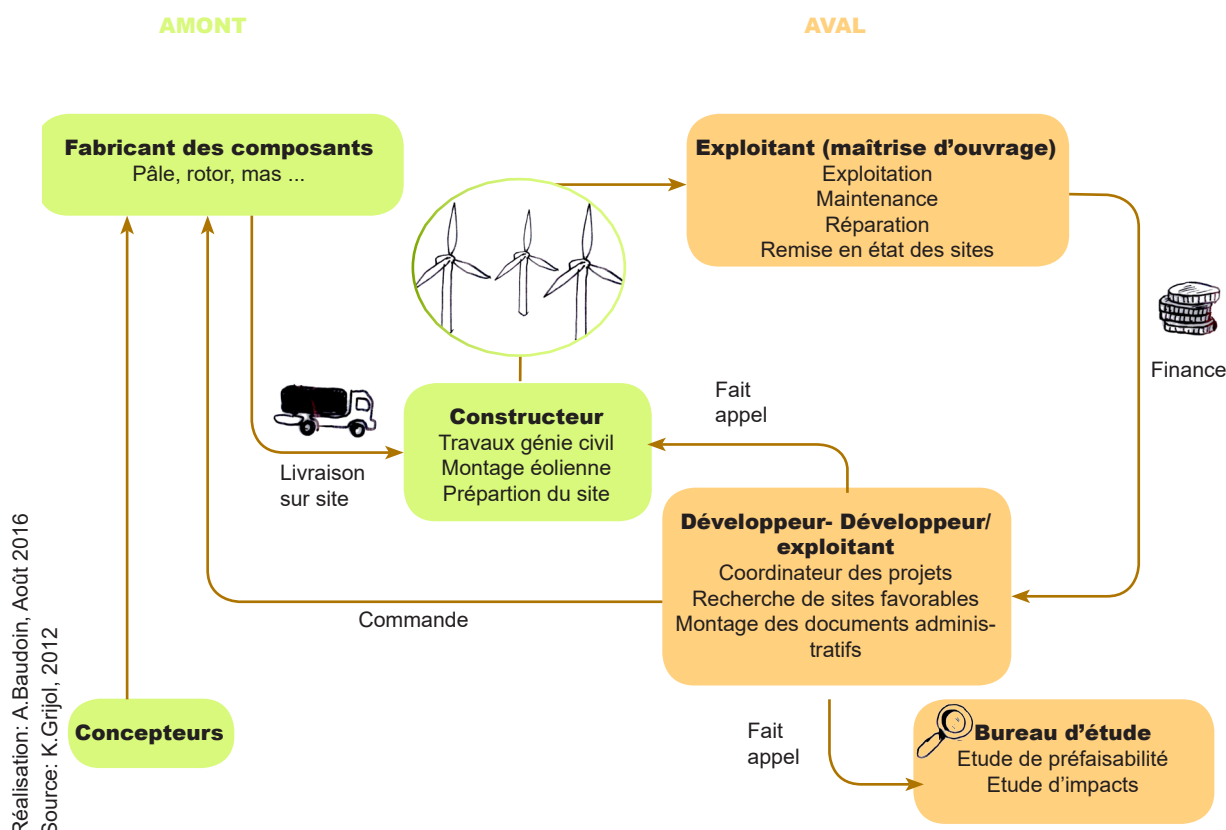 AMONT
AVAL
Fabricant des composants
Pâle, rotor, mas ...
Exploitant (maîtrise d’ouvrage)
Exploitation
Maintenance
Réparation
Remise en état des sites
Finance
Fait
appel
Constructeur
Travaux génie civil
Montage éolienne
Prépartion du site
Livraison
sur site
Développeur- Développeur/
exploitant
Coordinateur des projets
Recherche de sites favorables
Montage des documents adminis-
tratifs
Commande
Concepteurs
Fait
appel
Bureau d’étude
Etude de préfaisabilité
Etude d’impacts
Réalisation: A.Baudoin, Août 2016
Source: K.Grijol, 2012